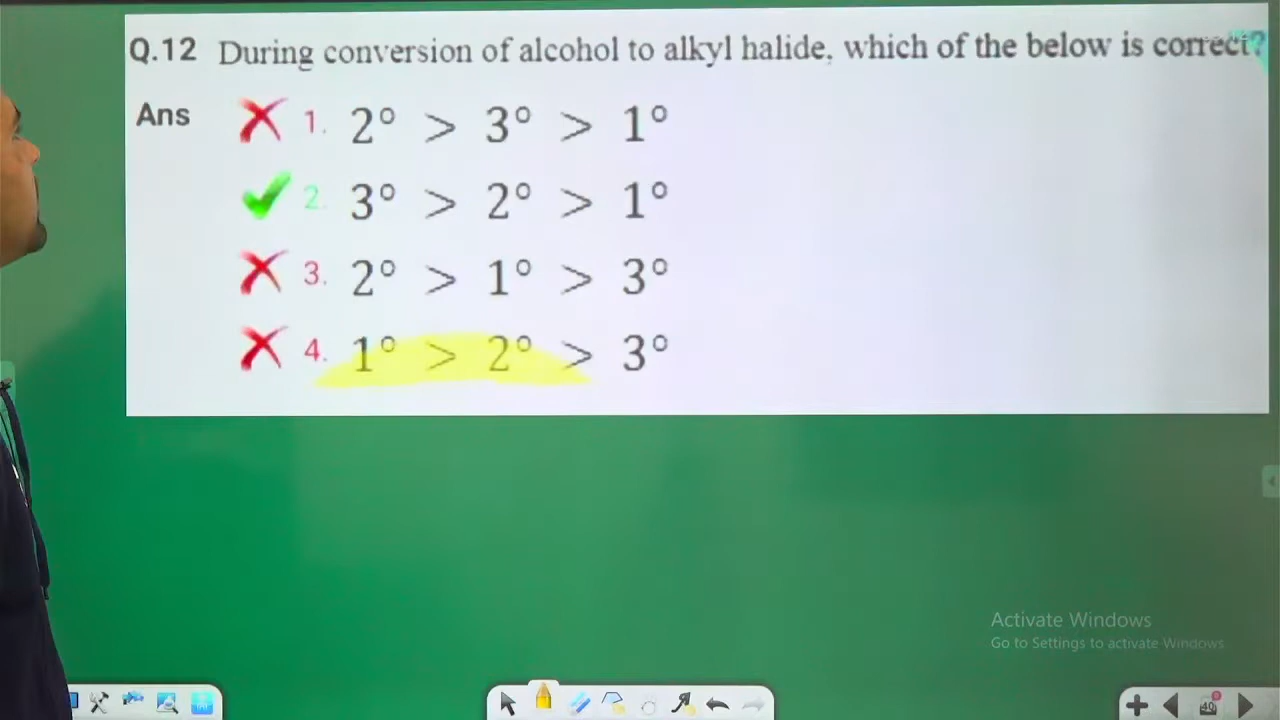 Q.12 During conversion of alcohol to alkyl halide, which of the below is correct?
Ans 1. 2° > 3° > 1°
2. 3° > 2° > 1°
3. 2° > 1° > 3°
4. 1° > 2° > 3°
Activate Windows
Go to Settings to activate Windows
40